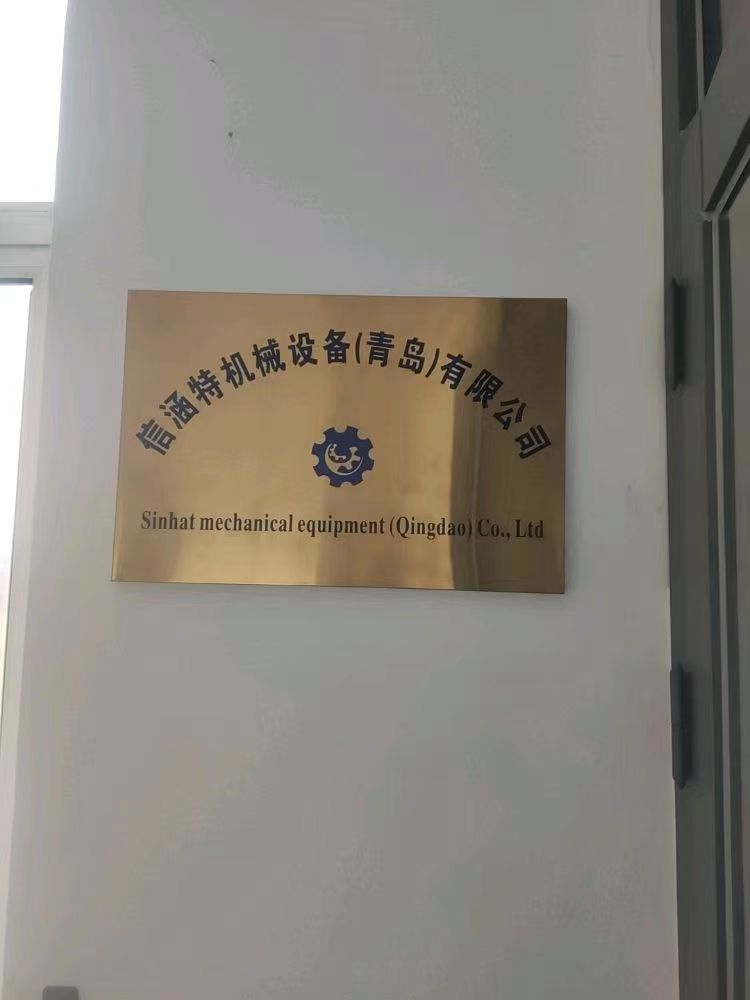 信涵特机械设备(青岛)有限公司
Sinhat mechanical equipment (Qingdao) Co., Ltd